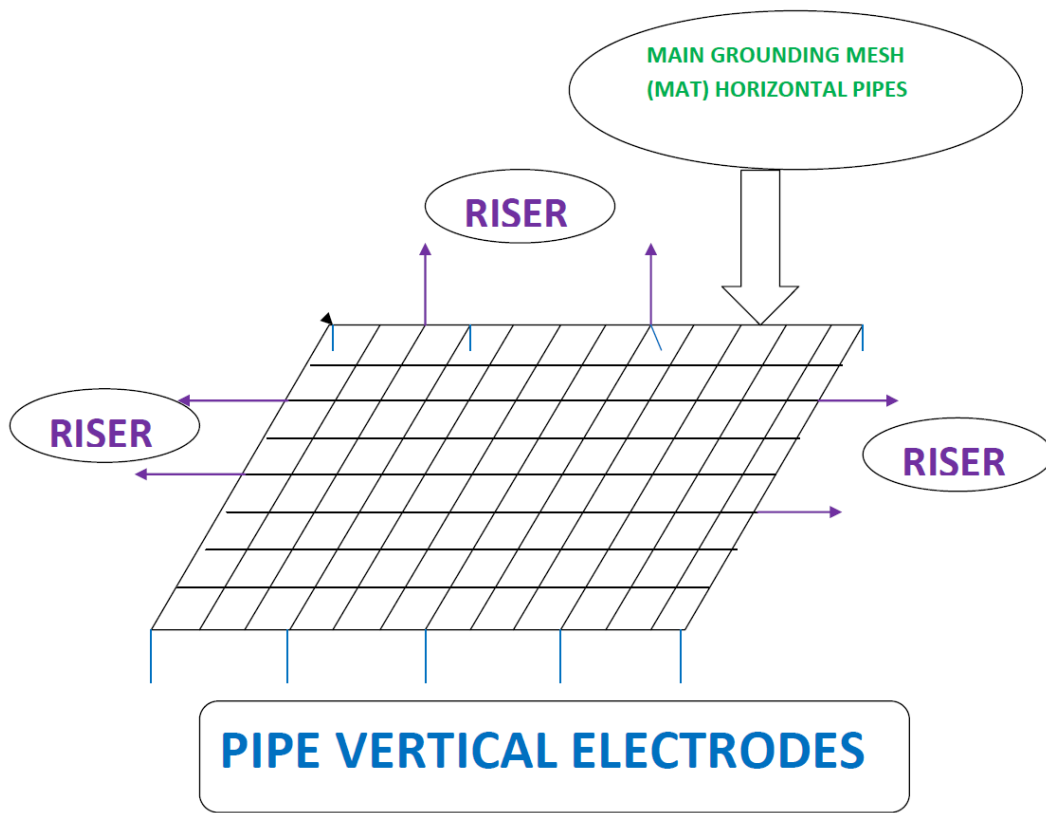 MAIN GROUNDING MESH
(MAT) HORIZONTAL PIPES
RISER
RISER
RISER
PIPE VERTICAL ELECTRODES